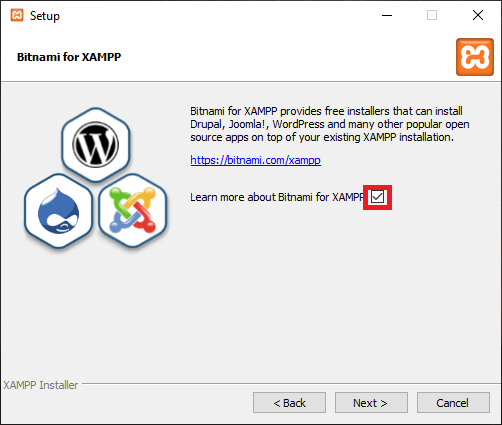 Setup
Bitnami for XAMPP
Bitnami for XAMPP provides free installers that can install
Drupal, Joomla!, WordPress and many other popular open
source apps on top of your existing XAMPP installation.
https://bitnami.com/xampp
Learn more about Bitnami for XAMPP
XAMPP Installer
< Back
Next >
Cancel